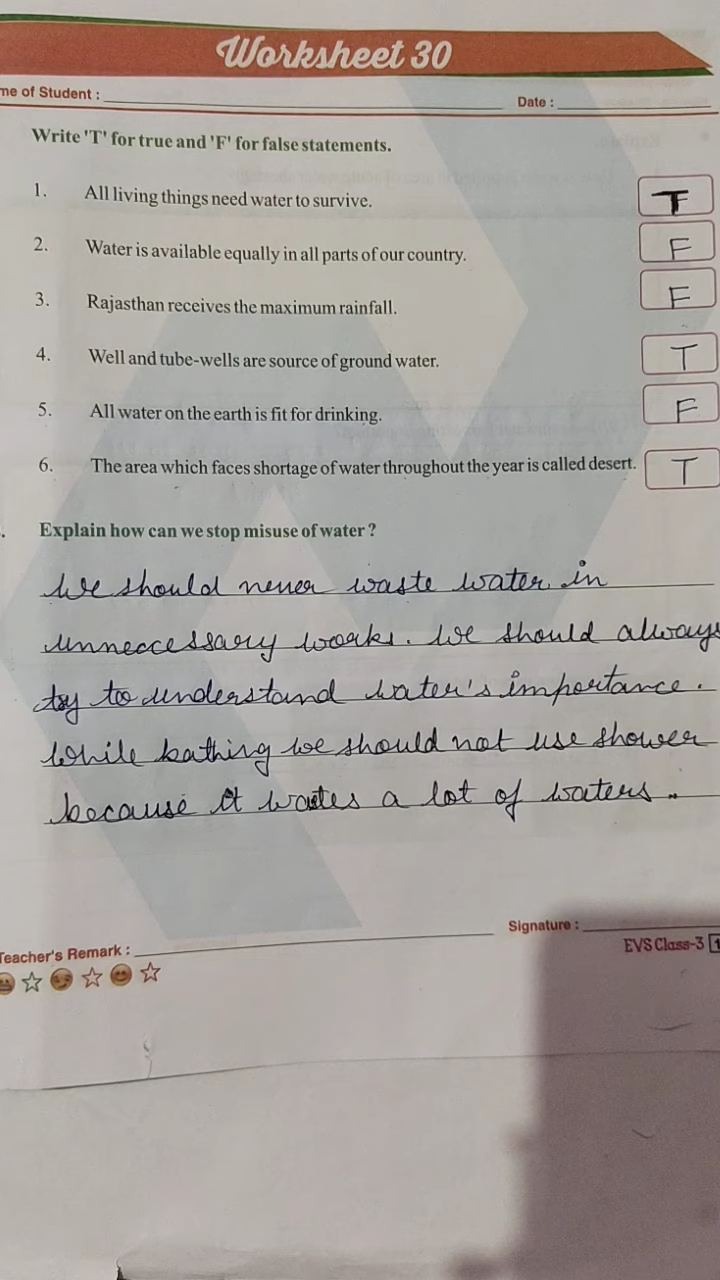 Worksheet 30
me of Student :
Date :
Write 'T' for true and 'F' for false statements.
1. All living things need water to survive. T
2. Water is available equally in all parts of our country. F
3. Rajasthan receives the maximum rainfall. F
4. Well and tube-wells are source of ground water. T
5. All water on the earth is fit for drinking. F
6. The area which faces shortage of water throughout the year is called desert. T
Explain how can we stop misuse of water ?
We should never waste water in
unneccessary works. We should always
try to understand water's importance.
While bathing we should not use shower
because it wastes a lot of waters..
Signature :
Teacher's Remark :
EVS Class-3 1